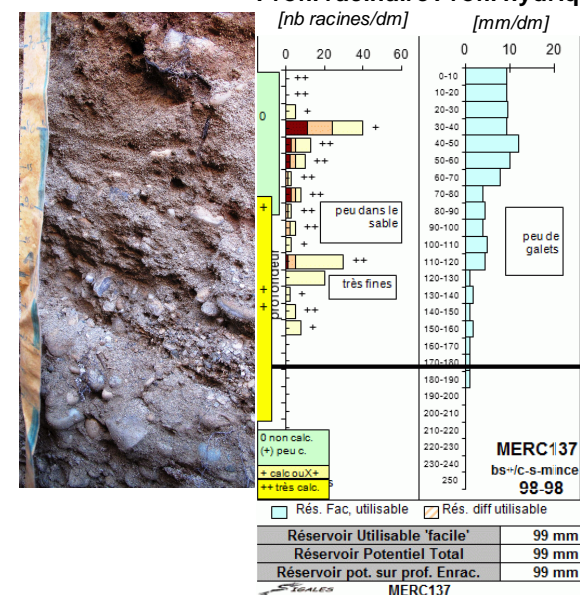 [nb racines/dm] [mm/dm]
0 20 40 60 0 10 20
0-10
++
10-20
++
20-30
+
30-40
+
40-50
++
50-60
++
60-70
++
70-80
++
80-90
++
90-100
++
100-110
+
110-120
++
120-130
130-140
+
140-150
++
150-160
+
160-170
170-180
180-190
190-200
200-210
210-220
220-230
230-240
250
0
+
+
+
profondeur
peu dans le
sable
très fines
peu de
galets
0 non calc.
(+) peu c.
+ calc ouX+
++ très calc.
MERC137
bs+/c-s-mince
98-98
Rés. Fac, utilisable Rés. diff utilisable
Réservoir Utilisable 'facile' 99 mm
Réservoir Potentiel Total 99 mm
Réservoir pot. sur prof. Enrac. 99 mm
SIGALES MERC137